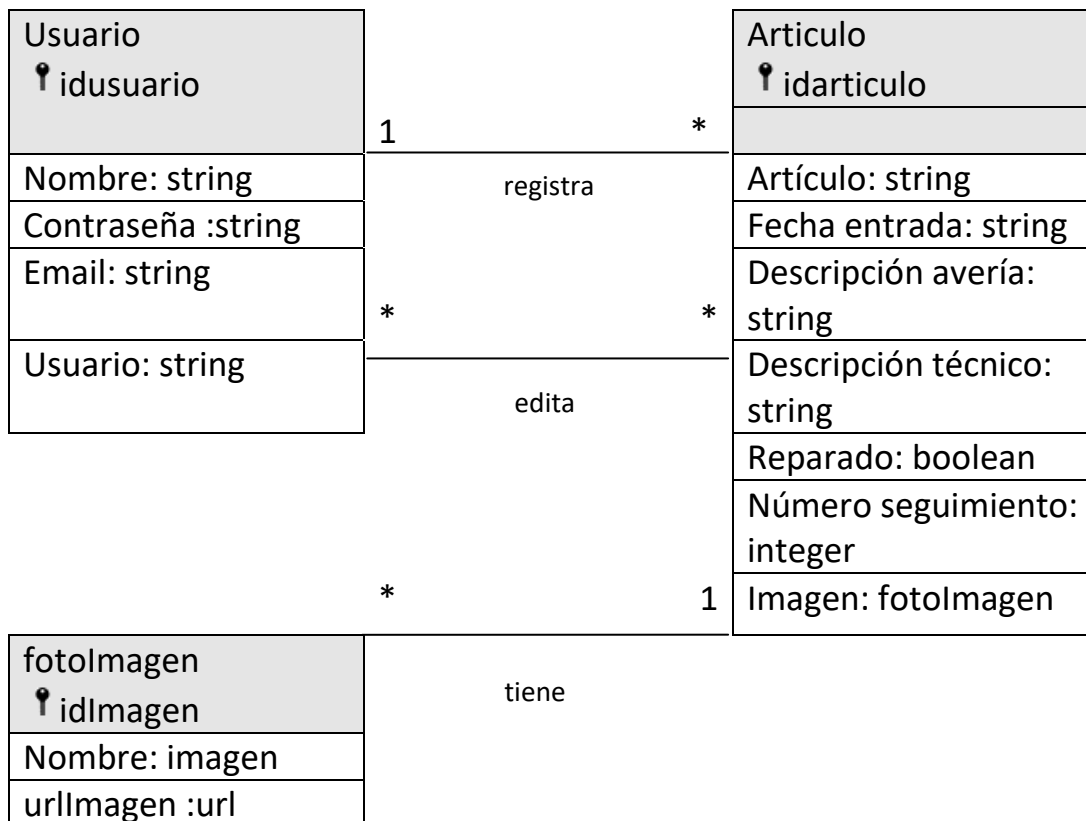 Usuario
idusuario
Nombre: string
Contraseña :string
Email: string
Usuario: string
1 *
registra
* *
edita
* 1
tiene
Articulo
idarticulo
Artículo: string
Fecha entrada: string
Descripción avería:
string
Descripción técnico:
string
Reparado: boolean
Número seguimiento:
integer
Imagen: fotoImagen
fotoImagen
idImagen
Nombre: imagen
urlImagen :url